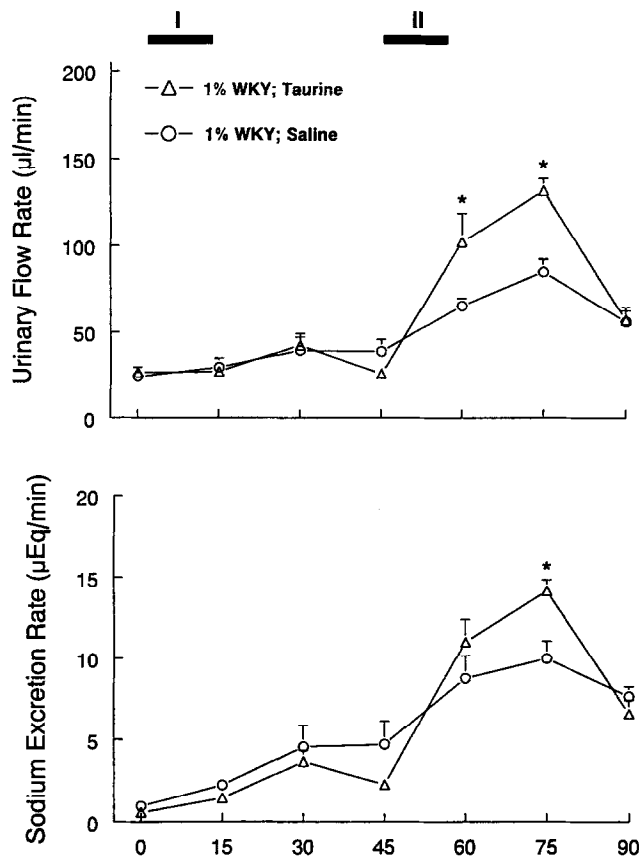 I II
200
150
100
50
0
Urinary Flow Rate (µl/min)
1% WKY; Taurine
1% WKY; Saline
*
*
20
15
10
5
0
Sodium Excretion Rate (µEq/min)
*
0 15 30 45 60 75 90